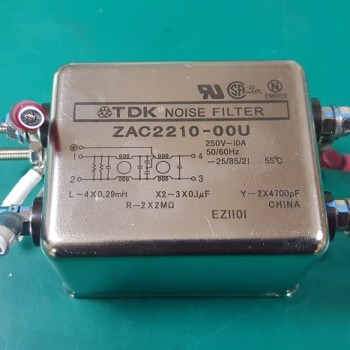 TDK NOISE FILTER
ZAC2210-00U
250V~10A
50/60Hz
-25/85/21 55°C
1
2
4
3
L-4X0.29mH X2-3X0.1μF Y-2X4700pF
R-2X2MΩ CHINA
EZ1101